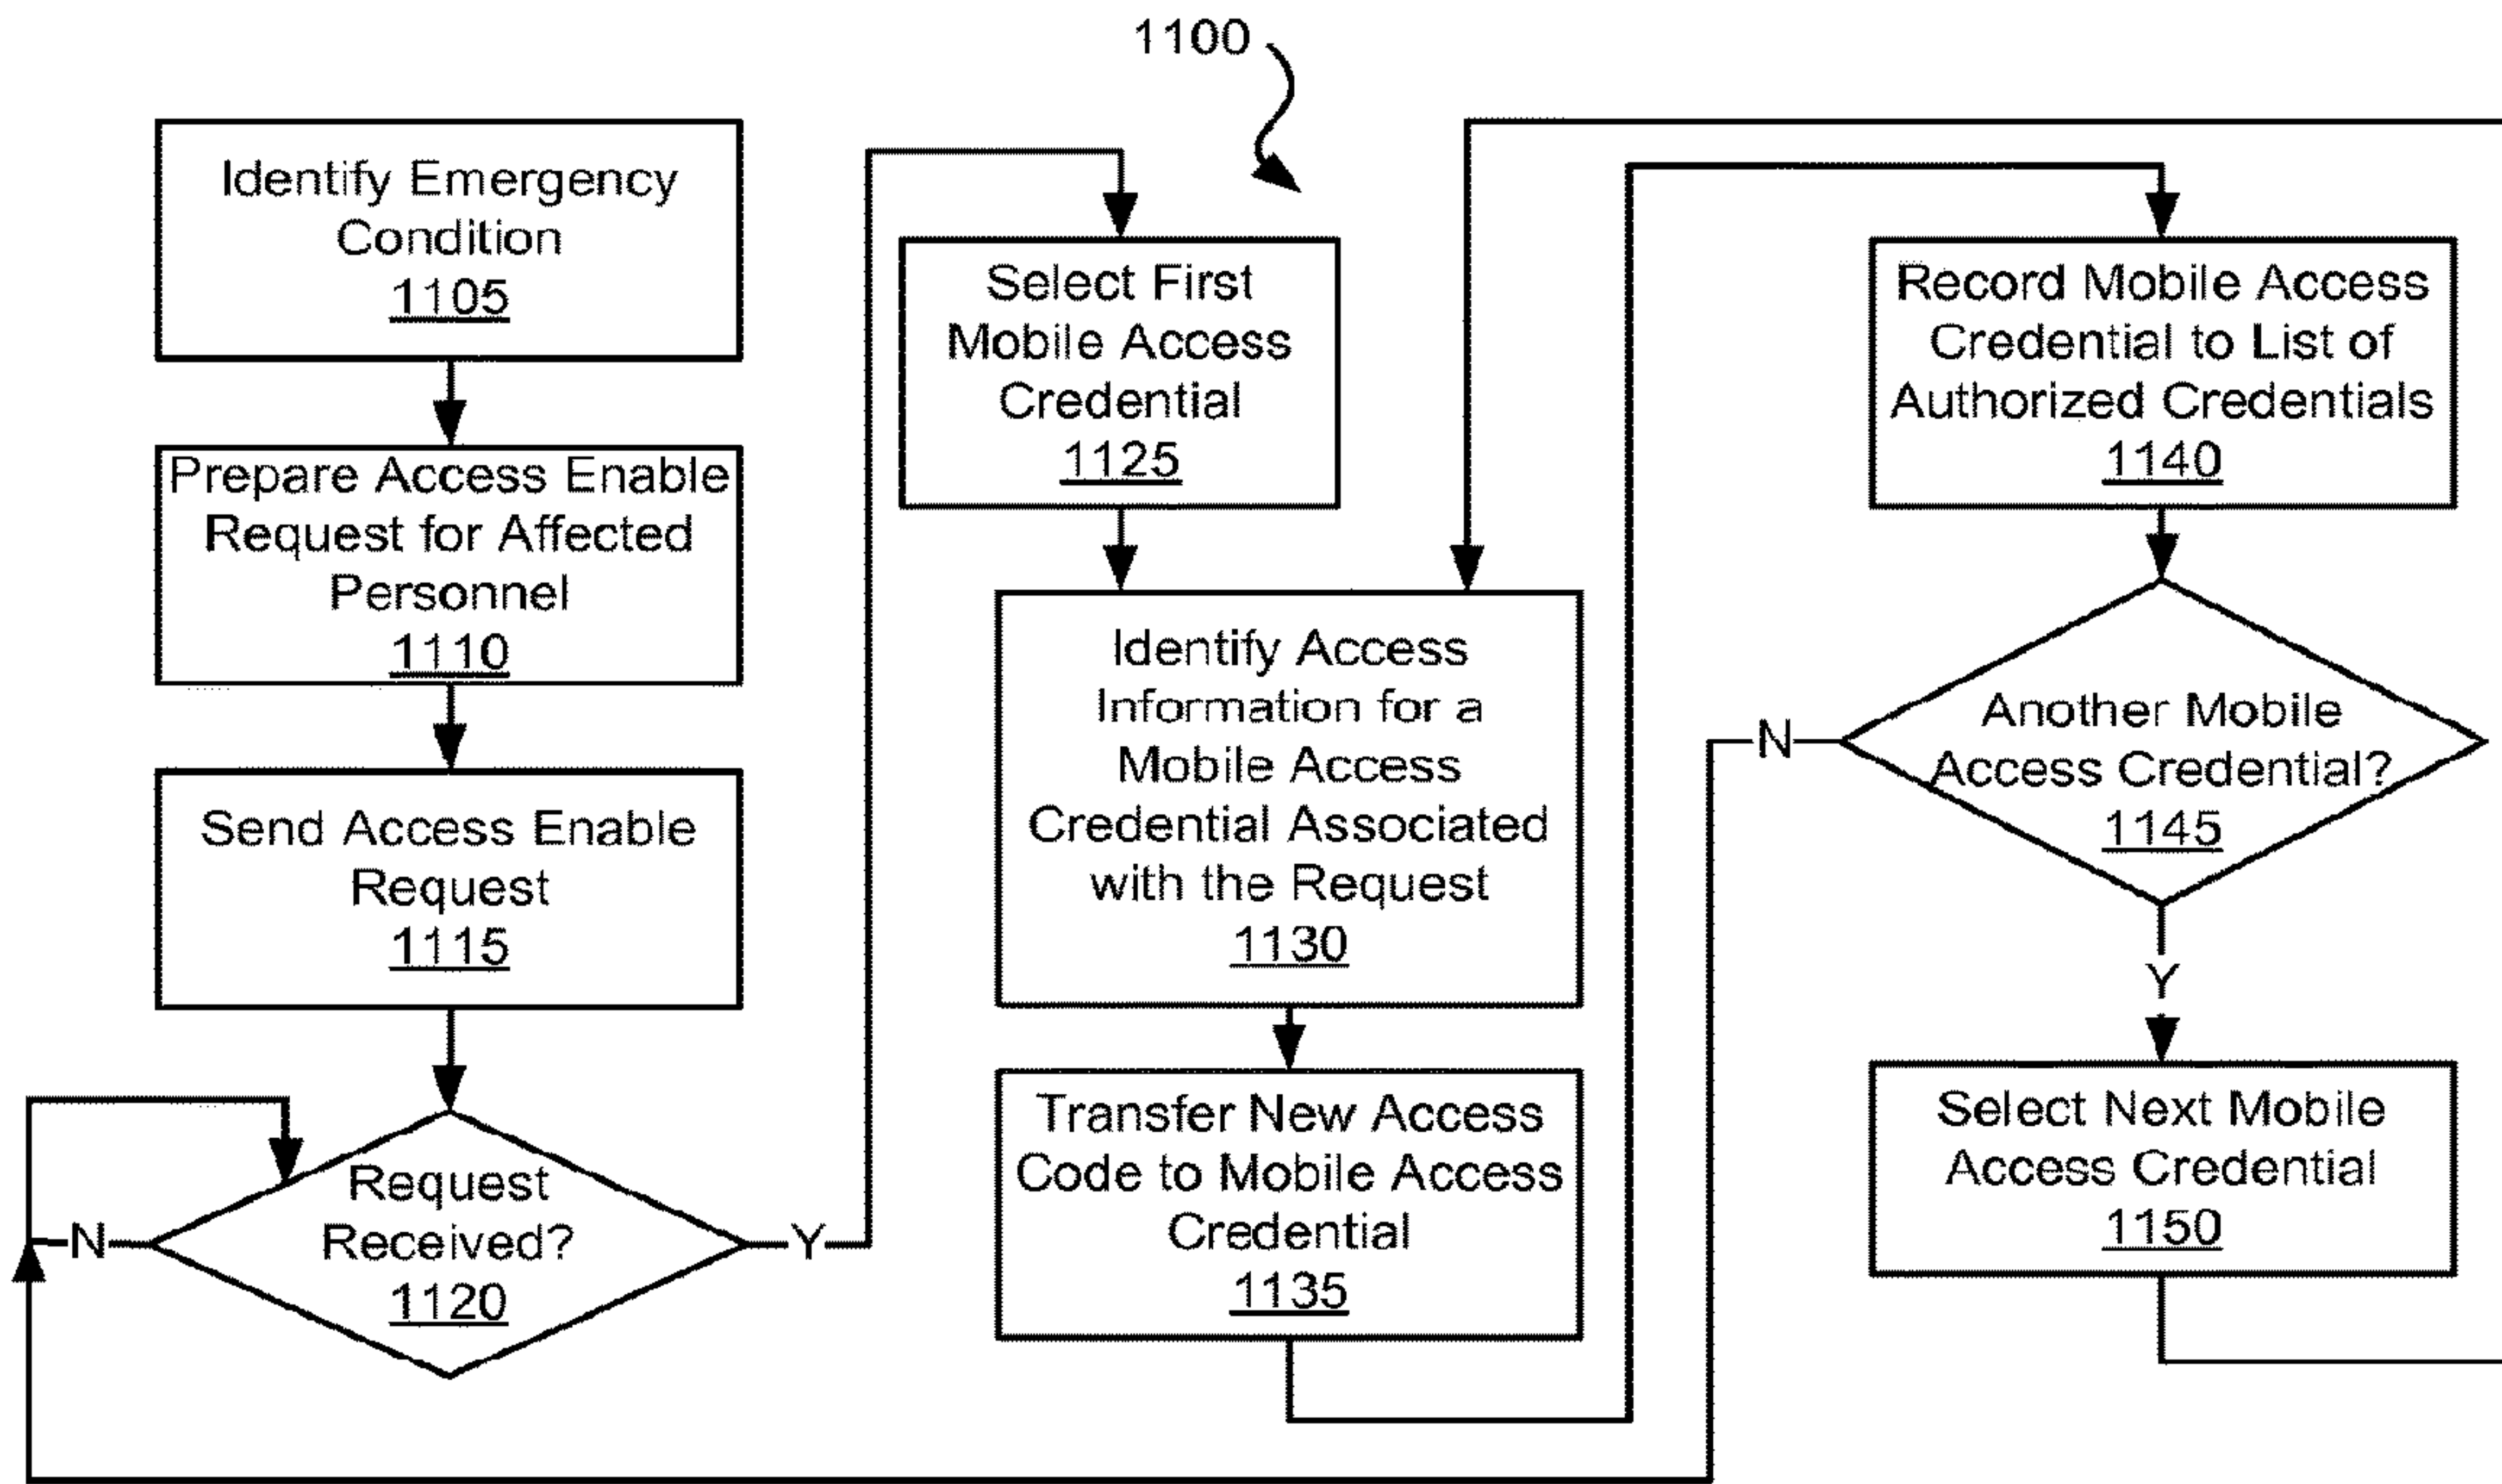 1100
Identify Emergency
Condition
1105
Prepare Access Enable
Request for Affected
Personnel
1110
Send Access Enable
Request
1115
Request
Received?
1120
N
Y
Select First
Mobile Access
Credential
1125
Identify Access
Information for a
Mobile Access
Credential Associated
with the Request
1130
Transfer New Access
Code to Mobile Access
Credential
1135
Record Mobile Access
Credential to List of
Authorized Credentials
1140
Another Mobile
Access Credential?
1145
N
Y
Select Next Mobile
Access Credential
1150